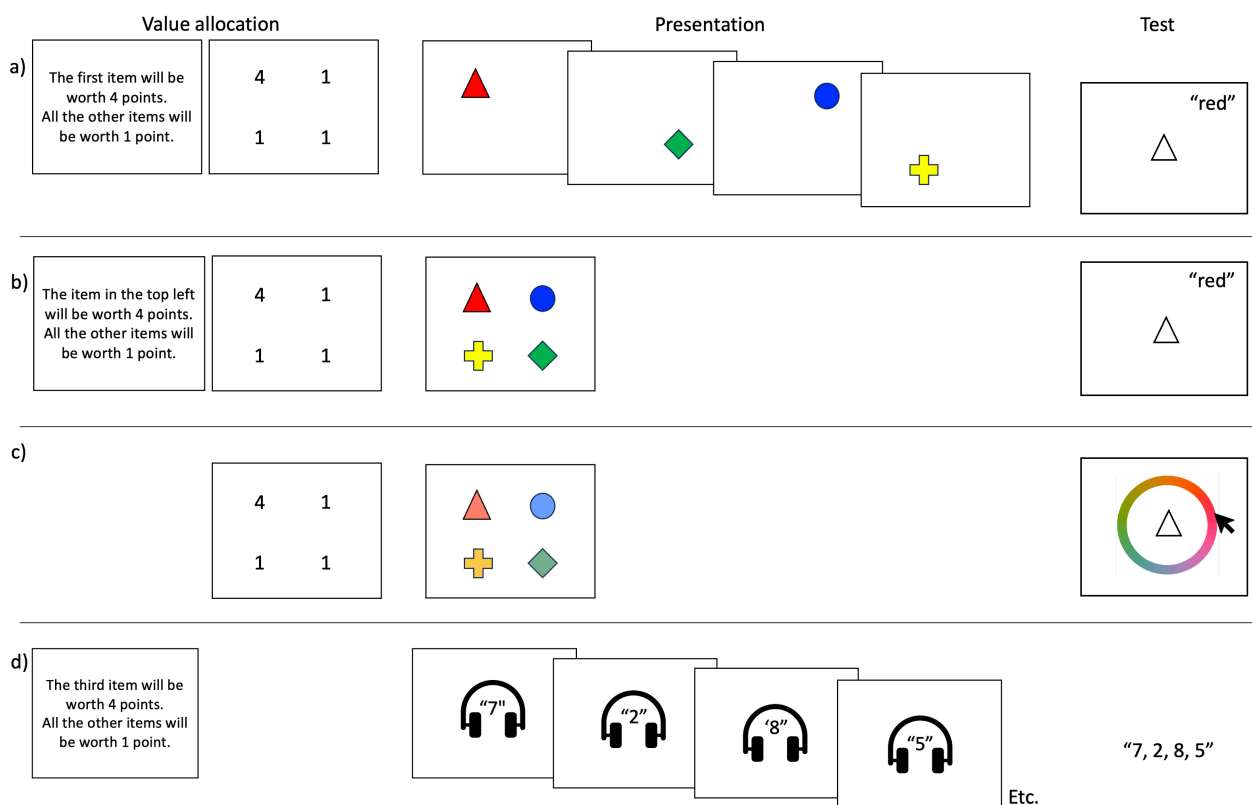 Value allocation
Presentation
Test
a)
The first item will be
worth 4 points.
All the other items will
be worth 1 point.
4 1
1 1
“red”
b)
The item in the top left
will be worth 4 points.
All the other items will
be worth 1 point.
4 1
1 1
“red”
c)
4 1
1 1
d)
The third item will be
worth 4 points.
All the other items will
be worth 1 point.
“7"
“2”
‘8”
“5”
Etc.
“7, 2, 8, 5”